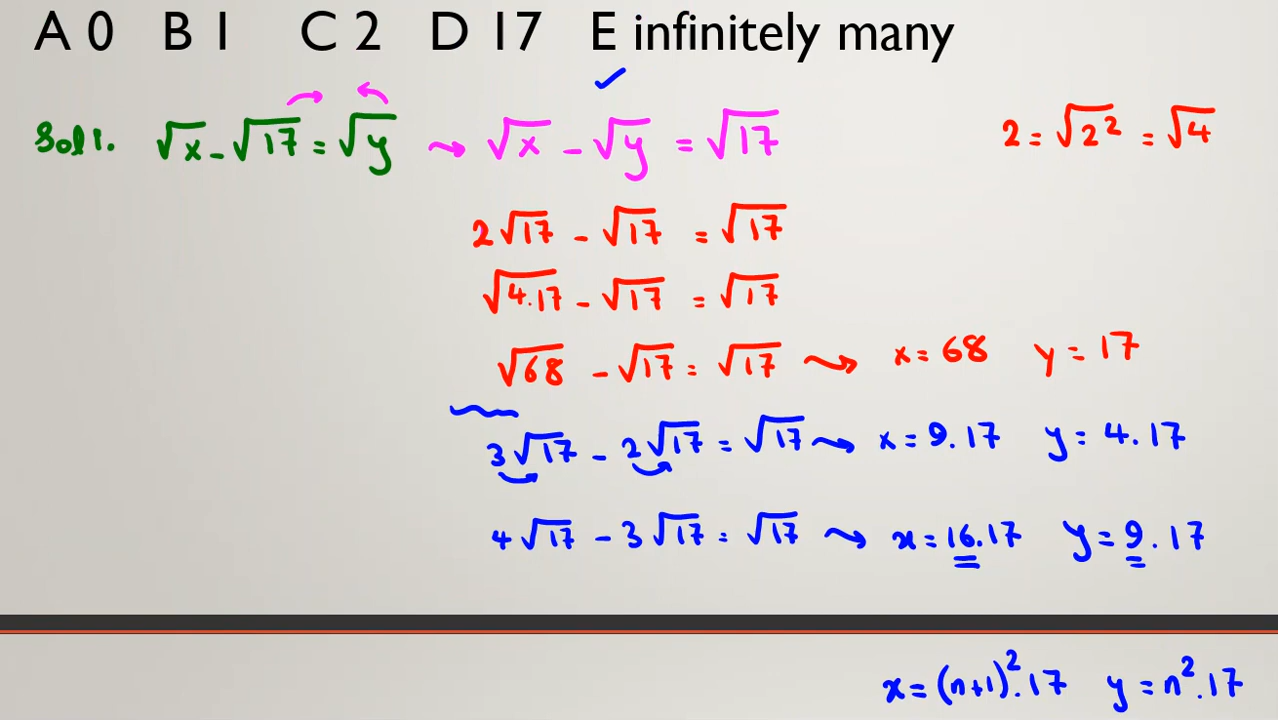 A 0 B 1 C 2 D 17 E infinitely many
Sol 1. √x - √17 = √y ⇝ √x - √y = √17 2 = √2² = √4
2√17 - √17 = √17
√4.17 - √17 = √17
√68 - √17 = √17 ⇝ x = 68 y = 17
3√17 - 2√17 = √17 ⇝ x = 9.17 y = 4.17
4√17 - 3√17 = √17 ⇝ x = 16.17 y = 9.17
x = (n+1)².17 y = n².17